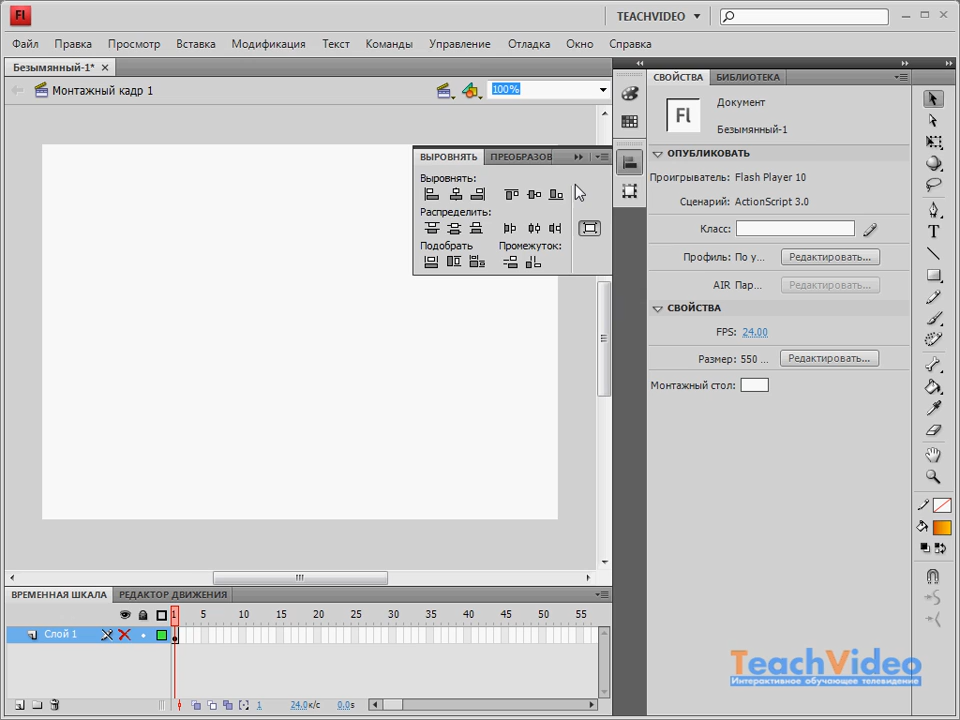 Fl
TEACHVIDEO
Файл Правка Просмотр Вставка Модификация Текст Команды Управление Отладка Окно Справка
Безымянный-1*
Монтажный кадр 1
100%
ВЫРОВНЯТЬ ПРЕОБРАЗОВ
Выровнять:
Распределить:
Подобрать Промежуток:
СВОЙСТВА БИБЛИОТЕКА
Fl
Документ
Безымянный-1
ОПУБЛИКОВАТЬ
Проигрыватель: Flash Player 10
Сценарий: ActionScript 3.0
Класс:
Профиль: По у... Редактировать...
AIR Пар... Редактировать...
СВОЙСТВА
FPS: 24.00
Размер: 550 ... Редактировать...
Монтажный стол:
T
ВРЕМЕННАЯ ШКАЛА РЕДАКТОР ДВИЖЕНИЯ
1 5 10 15 20 25 30 35 40 45 50 55
Слой 1
1 24.0к/с 0.0s
TeachVideo
Интерактивное обучающее телевидение